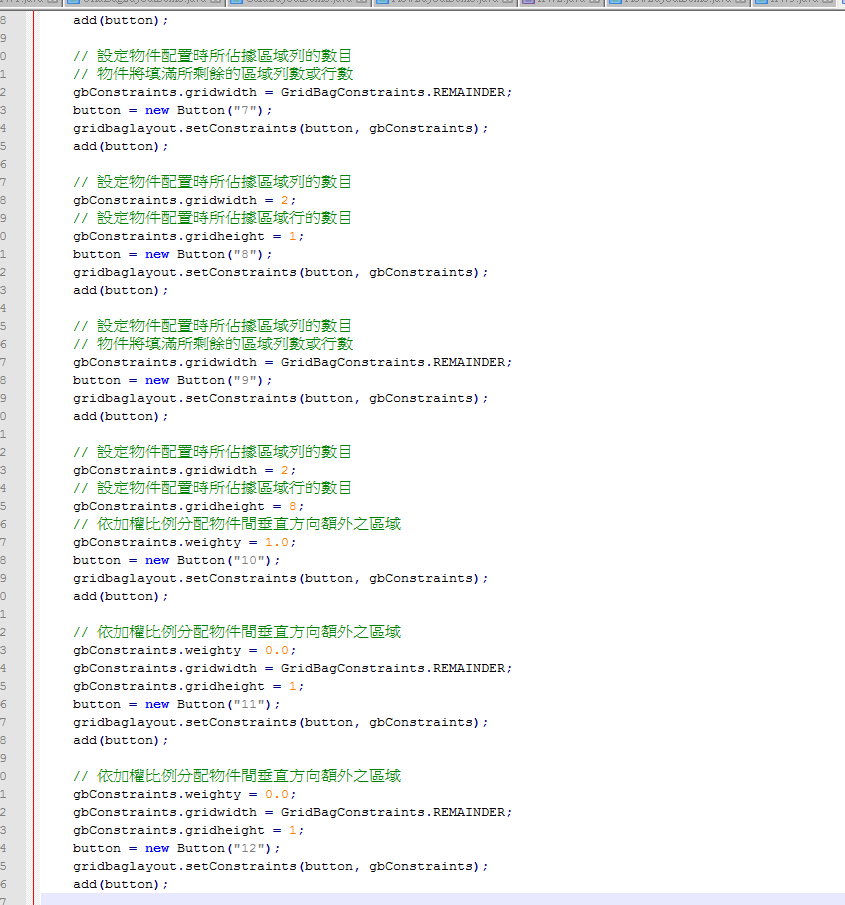 add(button);
// 設定物件配置時所佔據區域列的數目
// 物件將填滿所剩餘的區域列數或行數
gbConstraints.gridwidth = GridBagConstraints.REMAINDER;
button = new Button("7");
gridbaglayout.setConstraints(button, gbConstraints);
add(button);
// 設定物件配置時所佔據區域列的數目
gbConstraints.gridwidth = 2;
// 設定物件配置時所佔據區域行的數目
gbConstraints.gridheight = 1;
button = new Button("8");
gridbaglayout.setConstraints(button, gbConstraints);
add(button);
// 設定物件配置時所佔據區域列的數目
// 物件將填滿所剩餘的區域列數或行數
gbConstraints.gridwidth = GridBagConstraints.REMAINDER;
button = new Button("9");
gridbaglayout.setConstraints(button, gbConstraints);
add(button);
// 設定物件配置時所佔據區域列的數目
gbConstraints.gridwidth = 2;
// 設定物件配置時所佔據區域行的數目
gbConstraints.gridheight = 8;
// 依加權比例分配物件間垂直方向額外之區域
gbConstraints.weighty = 1.0;
button = new Button("10");
gridbaglayout.setConstraints(button, gbConstraints);
add(button);
// 依加權比例分配物件間垂直方向額外之區域
gbConstraints.weighty = 0.0;
gbConstraints.gridwidth = GridBagConstraints.REMAINDER;
gbConstraints.gridheight = 1;
button = new Button("11");
gridbaglayout.setConstraints(button, gbConstraints);
add(button);
// 依加權比例分配物件間垂直方向額外之區域
gbConstraints.weighty = 0.0;
gbConstraints.gridwidth = GridBagConstraints.REMAINDER;
gbConstraints.gridheight = 1;
button = new Button("12");
gridbaglayout.setConstraints(button, gbConstraints);
add(button);